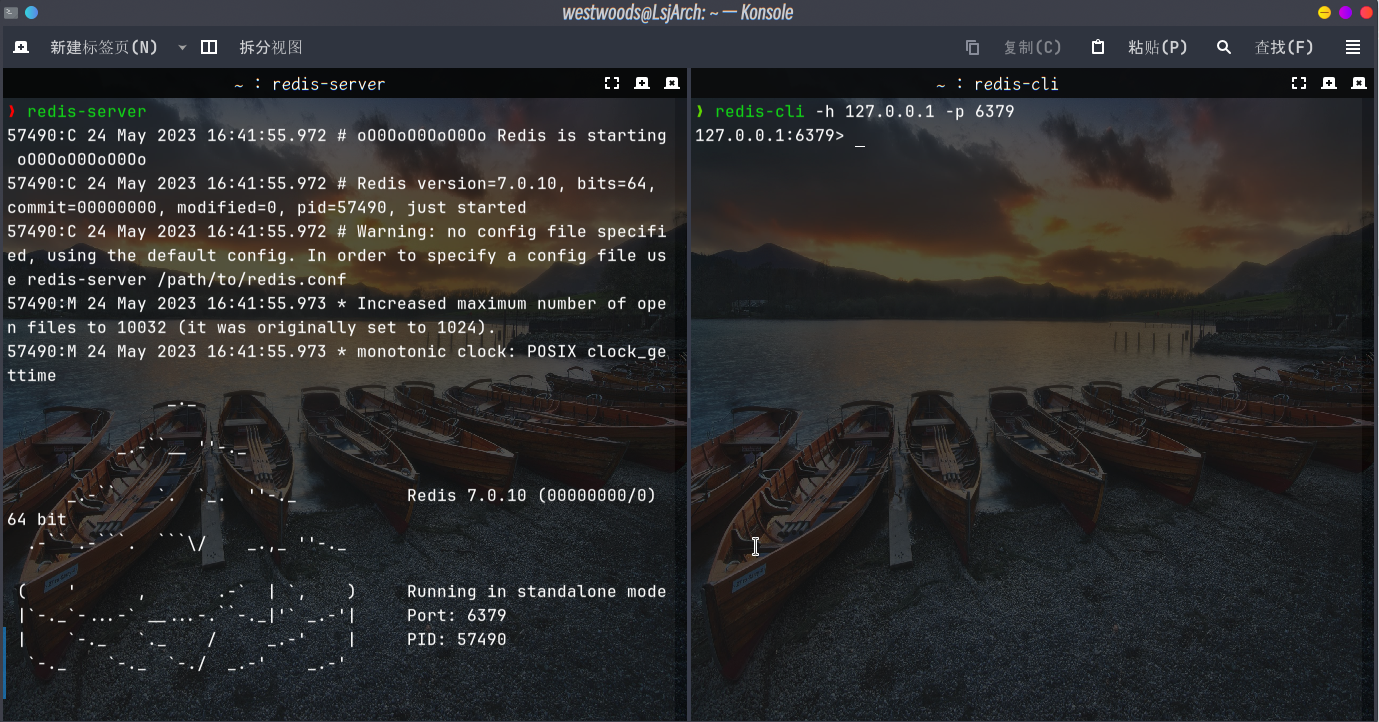 westwoods@LsjArch: ~ — Konsole
新建标签页(N) 拆分视图 复制(C) 粘贴(P) 查找(F)
~ : redis-server
❯ redis-server
57490:C 24 May 2023 16:41:55.972 # oO0OoO0OoO0Oo Redis is starting
oO0OoO0OoO0Oo
57490:C 24 May 2023 16:41:55.972 # Redis version=7.0.10, bits=64,
commit=00000000, modified=0, pid=57490, just started
57490:C 24 May 2023 16:41:55.972 # Warning: no config file specifi
ed, using the default config. In order to specify a config file us
e redis-server /path/to/redis.conf
57490:M 24 May 2023 16:41:55.973 * Increased maximum number of ope
n files to 10032 (it was originally set to 1024).
57490:M 24 May 2023 16:41:55.973 * monotonic clock: POSIX clock_ge
ttime
Redis 7.0.10 (00000000/0)
64 bit
Running in standalone mode
Port: 6379
PID: 57490
~ : redis-cli
❯ redis-cli -h 127.0.0.1 -p 6379
127.0.0.1:6379> _